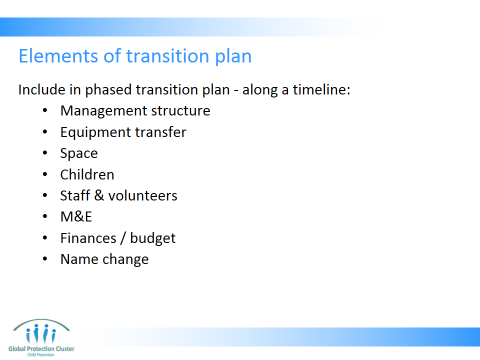 Elements of transition plan
Include in phased transition plan - along a timeline:
• Management structure
• Equipment transfer
• Space
• Children
• Staff & volunteers
• M&E
• Finances / budget
• Name change
Global Protection Cluster
Child Protection